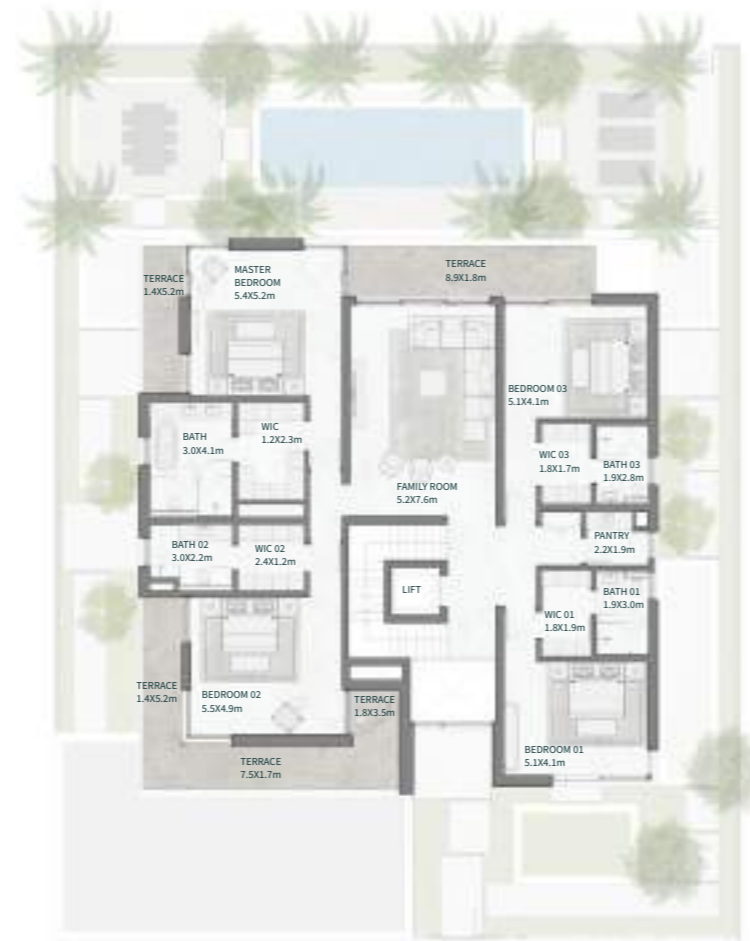 TERRACE
8.9X1.8m
MASTER
BEDROOM
5.4X5.2m
TERRACE
1.4X5.2m
BEDROOM 03
5.1X4.1m
WIC
1.2X2.3m
BATH
3.0X4.1m
WIC 03
1.8X1.7m
BATH 03
1.9X2.8m
FAMILY ROOM
5.2X7.6m
PANTRY
2.2X1.9m
BATH 02
3.0X2.2m
WIC 02
2.4X1.2m
LIFT
BATH 01
1.9X3.0m
WIC 01
1.8X1.9m
TERRACE
1.4X5.2m
BEDROOM 02
5.5X4.9m
TERRACE
1.8X3.5m
BEDROOM 01
5.1X4.1m
TERRACE
7.5X1.7m